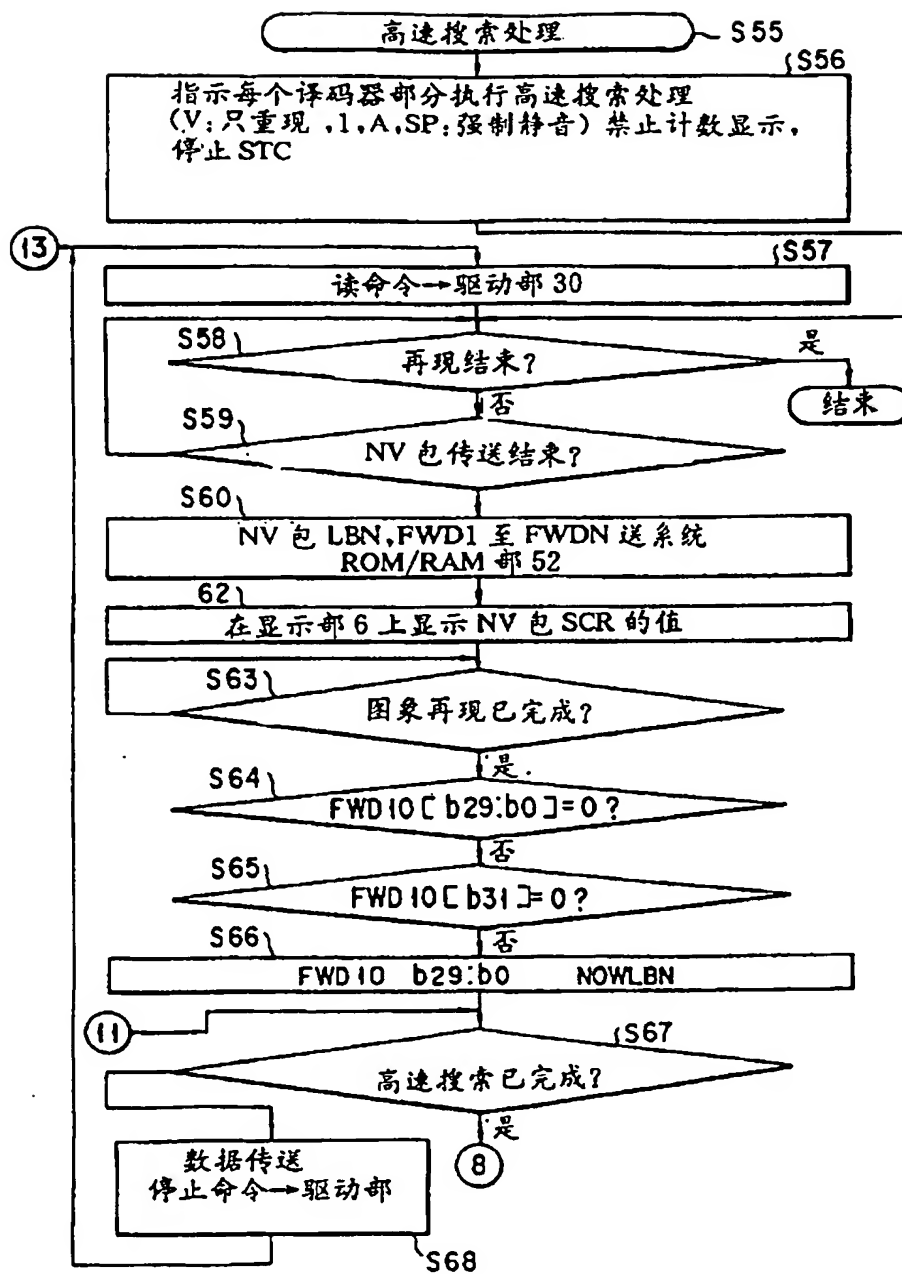 高速搜索处理
S55
S56
指示每个译码器部分执行高速搜索处理
(V:只重现,1,A,SP:强制静音)禁止计数显示,
停止STC
13
S57
读命令→驱动部30
S58
再现结束?
是
结束
否
S59
NV包传送结束?
S60
NV包LBN,FWD1至FWDN送系统
ROM/RAM部52
62
在显示部6上显示NV包SCR的值
S63
图象再现已完成?
是
S64
FWD10[b29:b0]=0?
否
S65
FWD10[b31]=0?
否
S66
FWD10 b29:b0 NOWLBN
11
S67
高速搜索已完成?
是
8
数据传送
停止命令→驱动部
S68